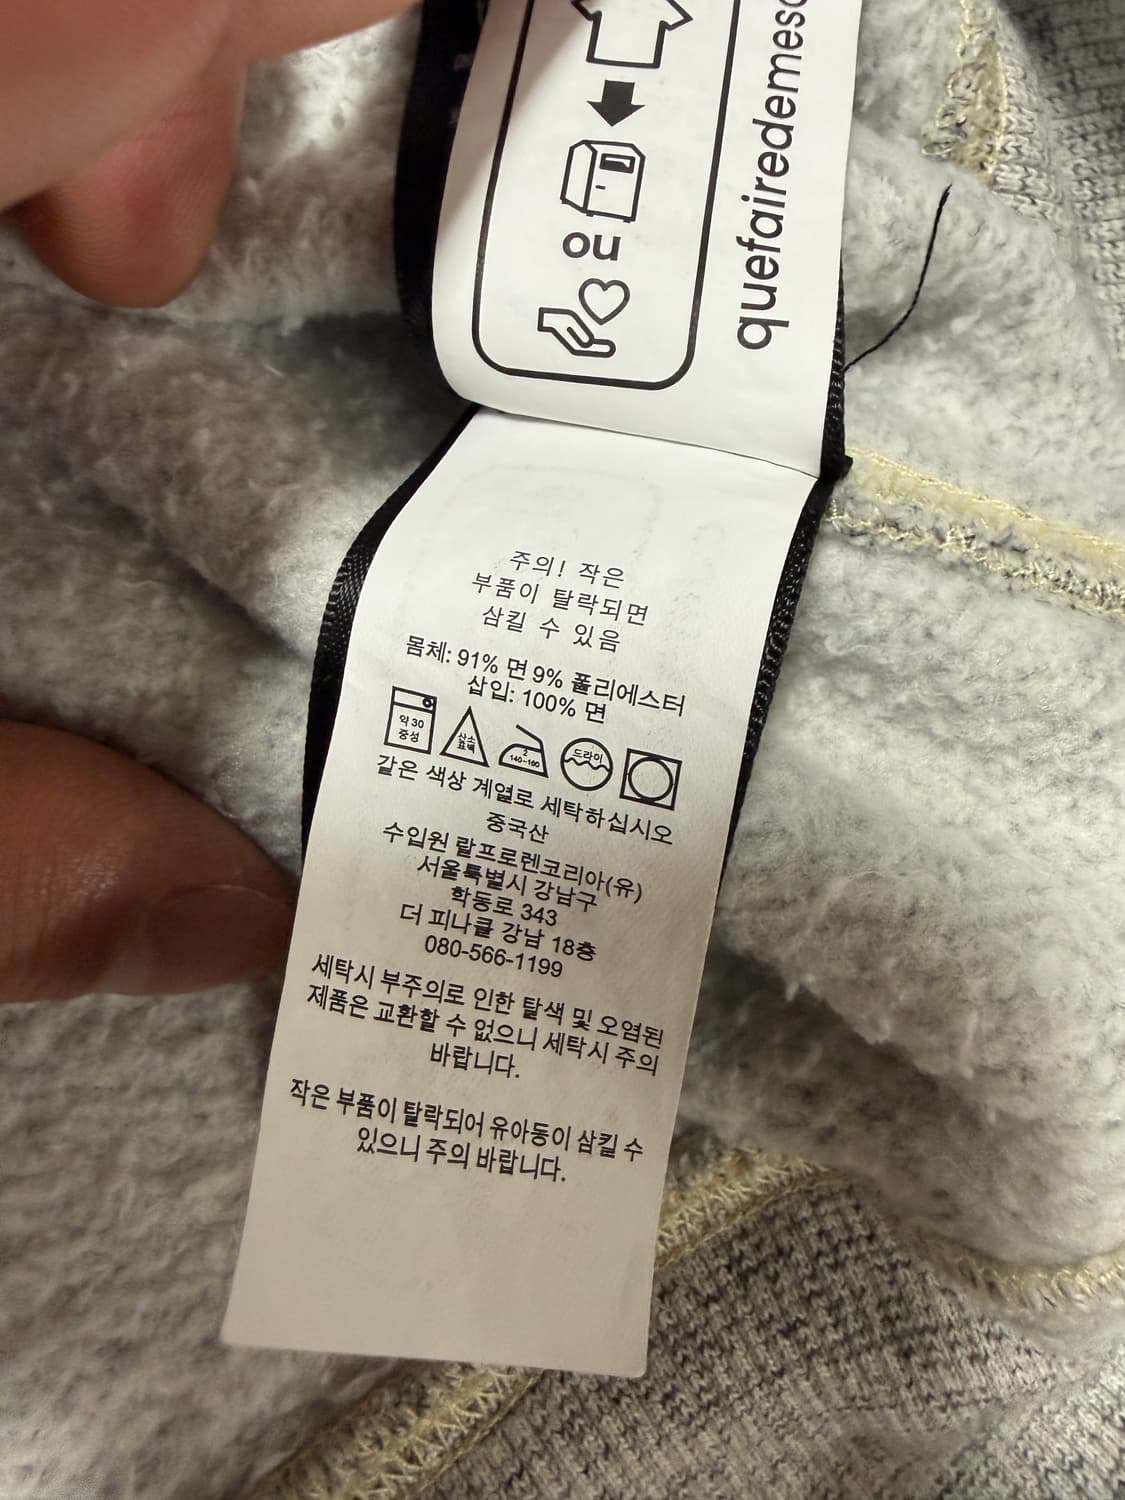 ou
quefairedemes
주의! 작은
부품이 탈락되면
삼킬 수 있음
몸체: 91% 면 9% 폴리에스터
삽입: 100% 면
약 30
중성
산소
표백
2
140~160
드라이
같은 색상 계열로 세탁하십시오
중국산
수입원 랄프로렌코리아(유)
서울특별시 강남구
학동로 343
더 피나클 강남 18층
080-566-1199
세탁시 부주의로 인한 탈색 및 오염된
제품은 교환할 수 없으니 세탁시 주의
바랍니다.
작은 부품이 탈락되어 유아동이 삼킬 수
있으니 주의 바랍니다.